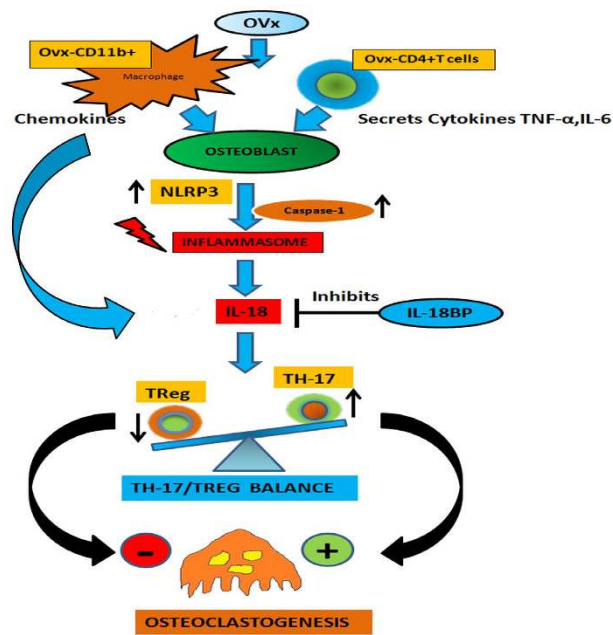 OVx
Ovx-CD11b+
Macrophage
Ovx-CD4+T cells
Chemokines
Secrets Cytokines TNF-α,IL-6
OSTEOBLAST
NLRP3
Caspase-1
INFLAMMASOME
IL-18
Inhibits
IL-18BP
TReg
TH-17
TH-17/TREG BALANCE
-
+
OSTEOCLASTOGENESIS